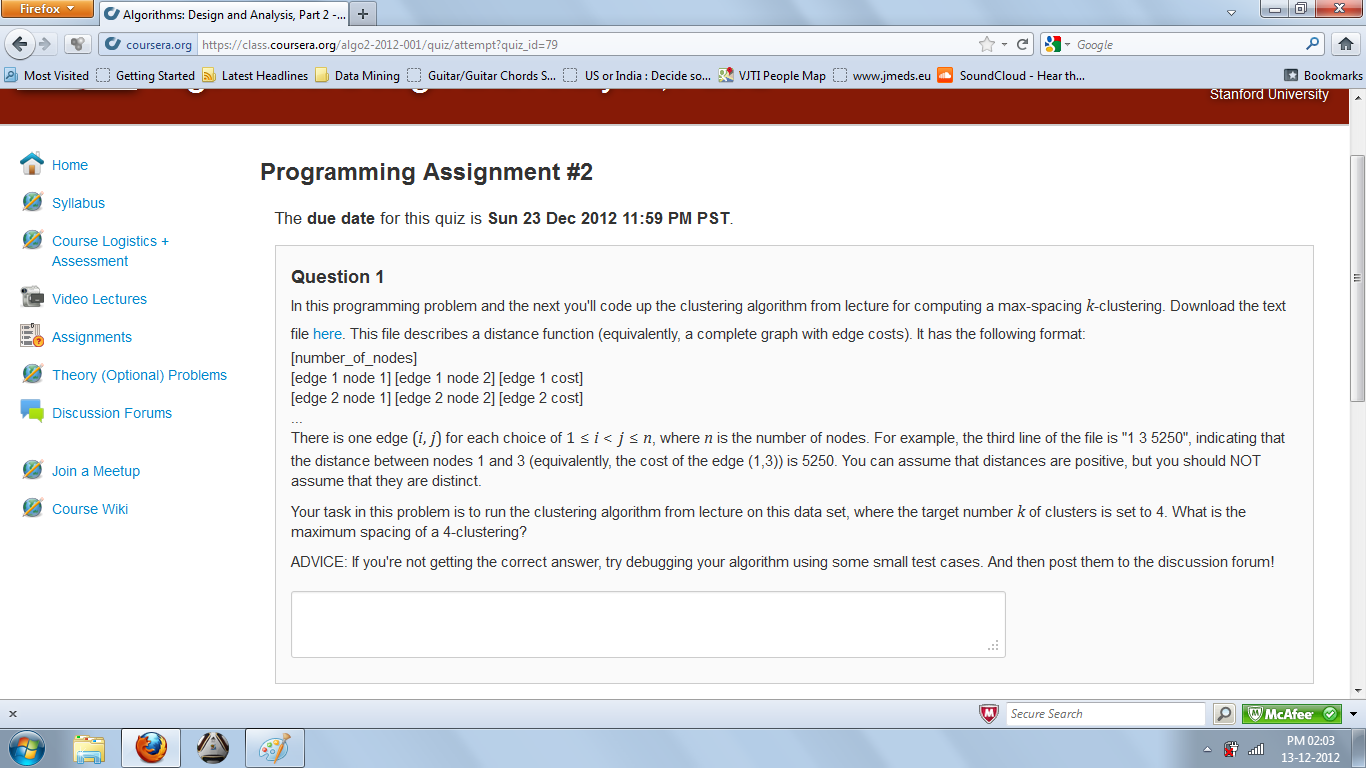 Firefox
Algorithms: Design and Analysis, Part 2 -...
coursera.org
https://class.coursera.org/algo2-2012-001/quiz/attempt?quiz_id=79
Google
Most Visited Getting Started Latest Headlines Data Mining Guitar/Guitar Chords S... US or India : Decide so... VJTI People Map www.jmeds.eu SoundCloud - Hear th... Bookmarks
Stanford University
Home
Syllabus
Course Logistics +
Assessment
Video Lectures
Assignments
Theory (Optional) Problems
Discussion Forums
Join a Meetup
Course Wiki
Programming Assignment #2
The due date for this quiz is Sun 23 Dec 2012 11:59 PM PST.
Question 1
In this programming problem and the next you'll code up the clustering algorithm from lecture for computing a max-spacing k-clustering. Download the text
file here. This file describes a distance function (equivalently, a complete graph with edge costs). It has the following format:
[number_of_nodes]
[edge 1 node 1] [edge 1 node 2] [edge 1 cost]
[edge 2 node 1] [edge 2 node 2] [edge 2 cost]
...
There is one edge (i, j) for each choice of 1 ≤ i < j ≤ n, where n is the number of nodes. For example, the third line of the file is "1 3 5250", indicating that
the distance between nodes 1 and 3 (equivalently, the cost of the edge (1,3)) is 5250. You can assume that distances are positive, but you should NOT
assume that they are distinct.
Your task in this problem is to run the clustering algorithm from lecture on this data set, where the target number k of clusters is set to 4. What is the
maximum spacing of a 4-clustering?
ADVICE: If you're not getting the correct answer, try debugging your algorithm using some small test cases. And then post them to the discussion forum!
Secure Search
McAfee
PM 02:03
13-12-2012